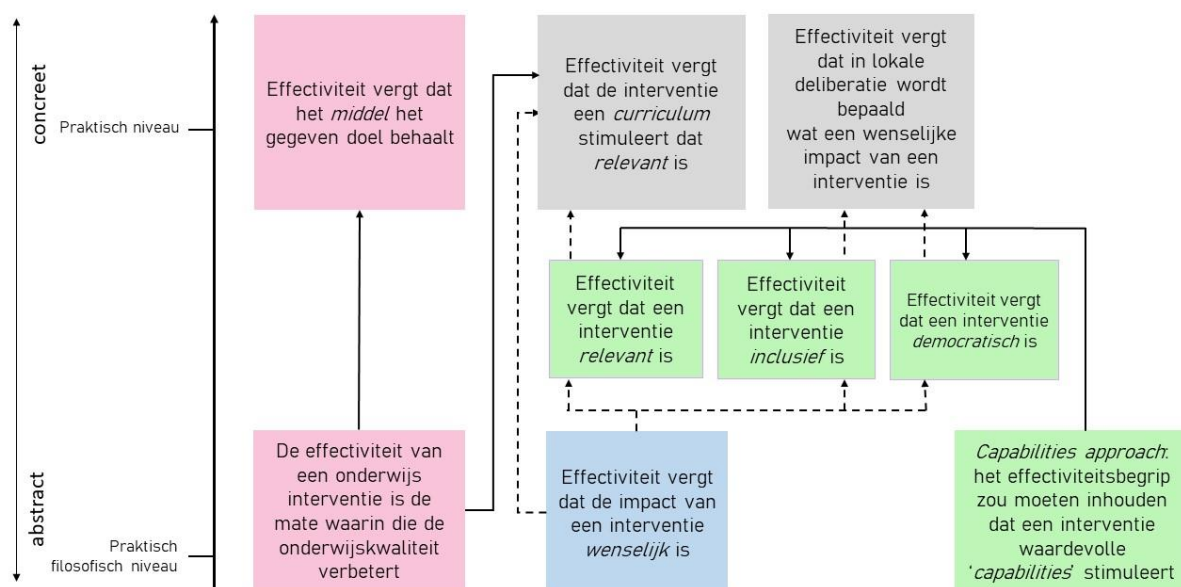 concreet
Praktisch niveau
Effectiviteit vergt dat
het middel het
gegeven doel behaalt
Effectiviteit vergt
dat de interventie
een curriculum
stimuleert dat
relevant is
Effectiviteit vergt
dat in lokale
deliberatie wordt
bepaald
wat een wenselijke
impact van een
interventie is
Effectiviteit
vergt dat een
interventie
relevant is
Effectiviteit
vergt dat een
interventie
inclusief is
Effectiviteit vergt
dat een interventie
democratisch is
abstract
Praktisch
filosofisch niveau
De effectiviteit van
een onderwijs
interventie is de
mate waarin die de
onderwijskwaliteit
verbetert
Effectiviteit vergt
dat de impact van
een interventie
wenselijk is
Capabilities approach:
het effectiviteitsbegrip
zou moeten inhouden
dat een interventie
waardevolle
'capabilities' stimuleert